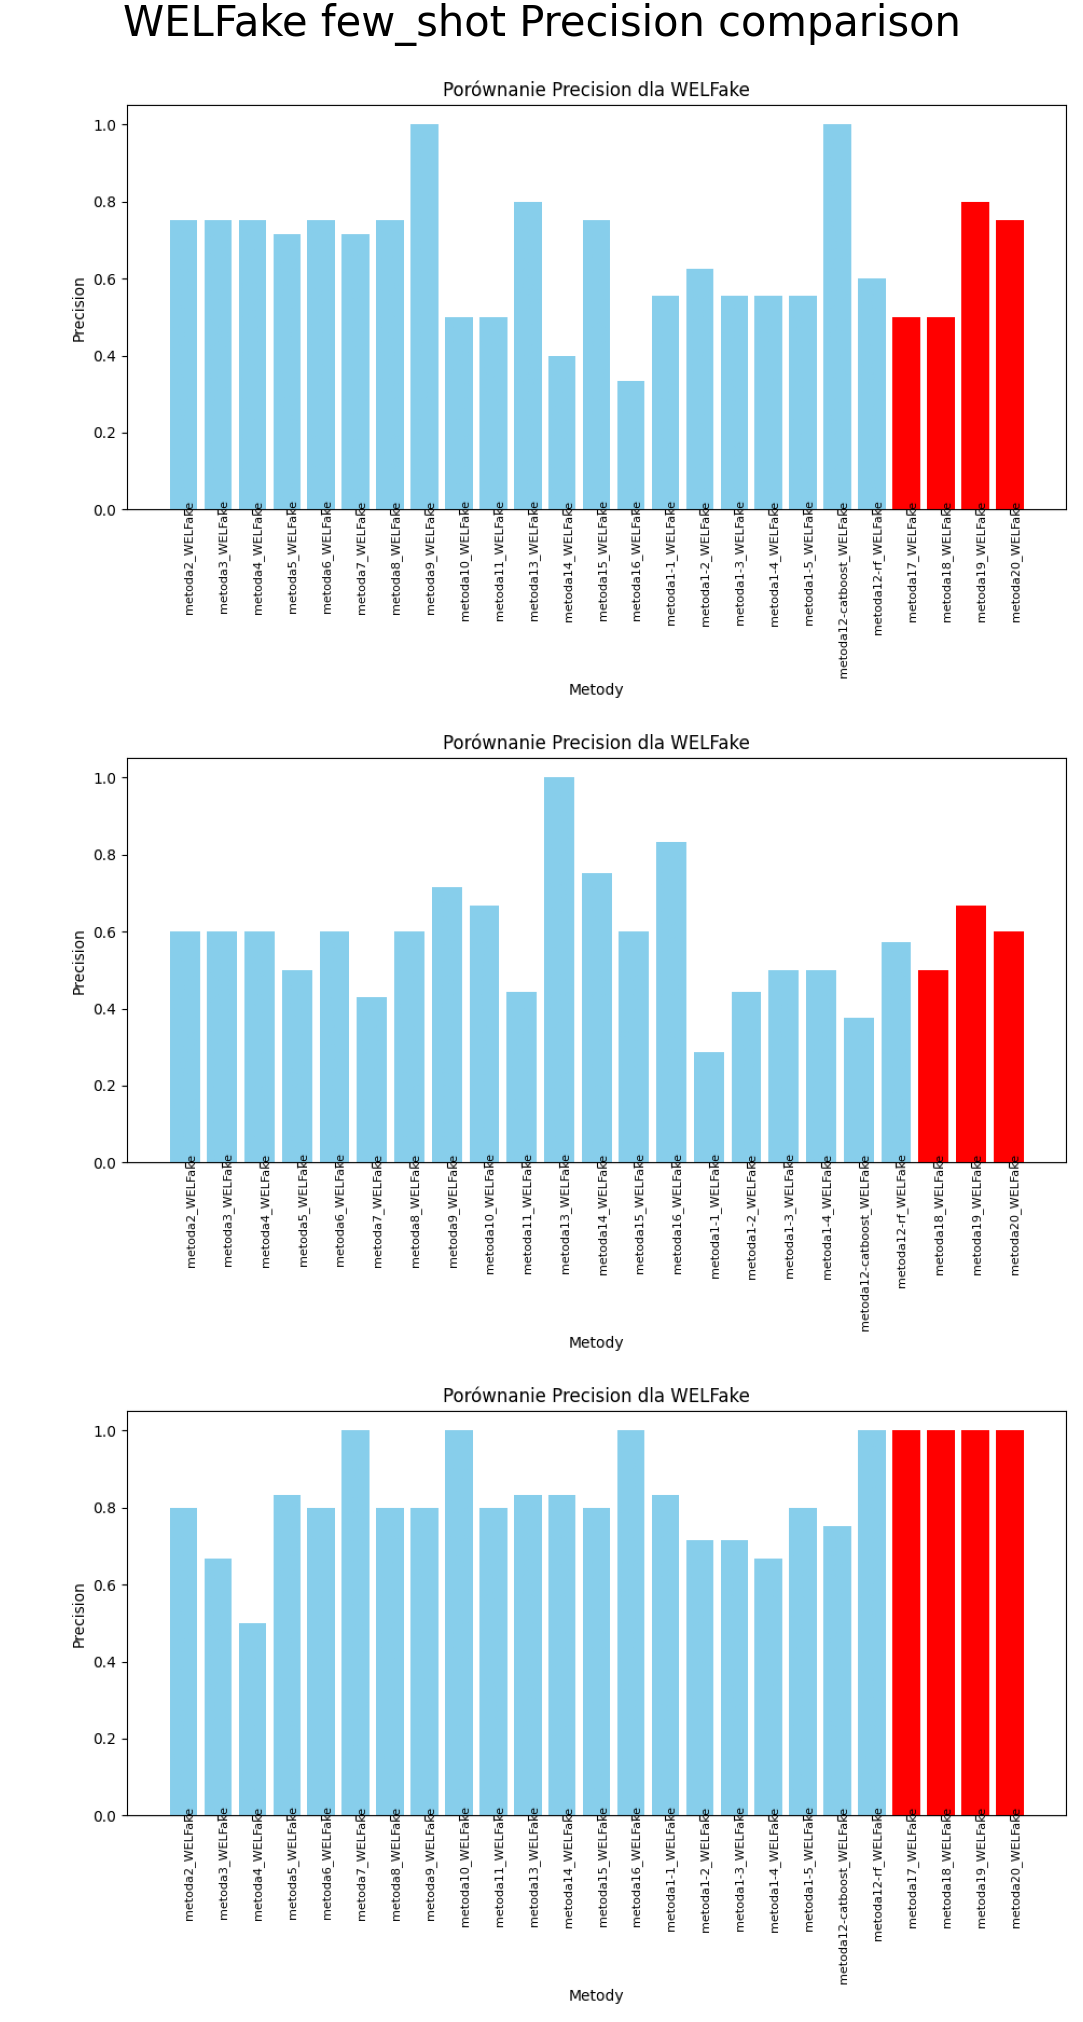 WELFake few_shot Precision comparison
Porównanie Precision dla WELFake
1.0
0.8
0.6
0.4
0.2
0.0
Precision
metoda2_WELFake
metoda3_WELFake
metoda4_WELFake
metoda5_WELFake
metoda6_WELFake
metoda7_WELFake
metoda8_WELFake
metoda9_WELFake
metoda10_WELFake
metoda11_WELFake
metoda13_WELFake
metoda14_WELFake
metoda15_WELFake
metoda16_WELFake
metoda1-1_WELFake
metoda1-2_WELFake
metoda1-3_WELFake
metoda1-4_WELFake
metoda1-5_WELFake
metoda12-catboost_WELFake
metoda12-rf_WELFake
metoda17_WELFake
metoda18_WELFake
metoda19_WELFake
metoda20_WELFake
Metody
Porównanie Precision dla WELFake
1.0
0.8
0.6
0.4
0.2
0.0
Precision
metoda2_WELFake
metoda3_WELFake
metoda4_WELFake
metoda5_WELFake
metoda6_WELFake
metoda7_WELFake
metoda8_WELFake
metoda9_WELFake
metoda10_WELFake
metoda11_WELFake
metoda13_WELFake
metoda14_WELFake
metoda15_WELFake
metoda16_WELFake
metoda1-1_WELFake
metoda1-2_WELFake
metoda1-3_WELFake
metoda1-4_WELFake
metoda12-catboost_WELFake
metoda12-rf_WELFake
metoda18_WELFake
metoda19_WELFake
metoda20_WELFake
Metody
Porównanie Precision dla WELFake
1.0
0.8
0.6
0.4
0.2
0.0
Precision
metoda2_WELFake
metoda3_WELFake
metoda4_WELFake
metoda5_WELFake
metoda6_WELFake
metoda7_WELFake
metoda8_WELFake
metoda9_WELFake
metoda10_WELFake
metoda11_WELFake
metoda13_WELFake
metoda14_WELFake
metoda15_WELFake
metoda16_WELFake
metoda1-1_WELFake
metoda1-2_WELFake
metoda1-3_WELFake
metoda1-4_WELFake
metoda1-5_WELFake
metoda12-catboost_WELFake
metoda12-rf_WELFake
metoda17_WELFake
metoda18_WELFake
metoda19_WELFake
metoda20_WELFake
Metody